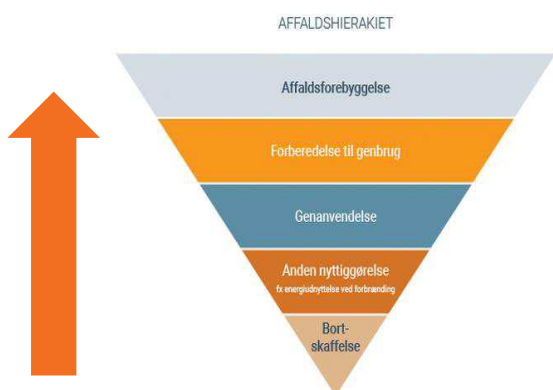 AFFALDSHIERAKIET
Affaldsforebyggelse
Forberedelse til genbrug
Genanvendelse
Anden nyttiggørelse
fx energiudnyttelse ved forbrænding
Bort-
skaffelse